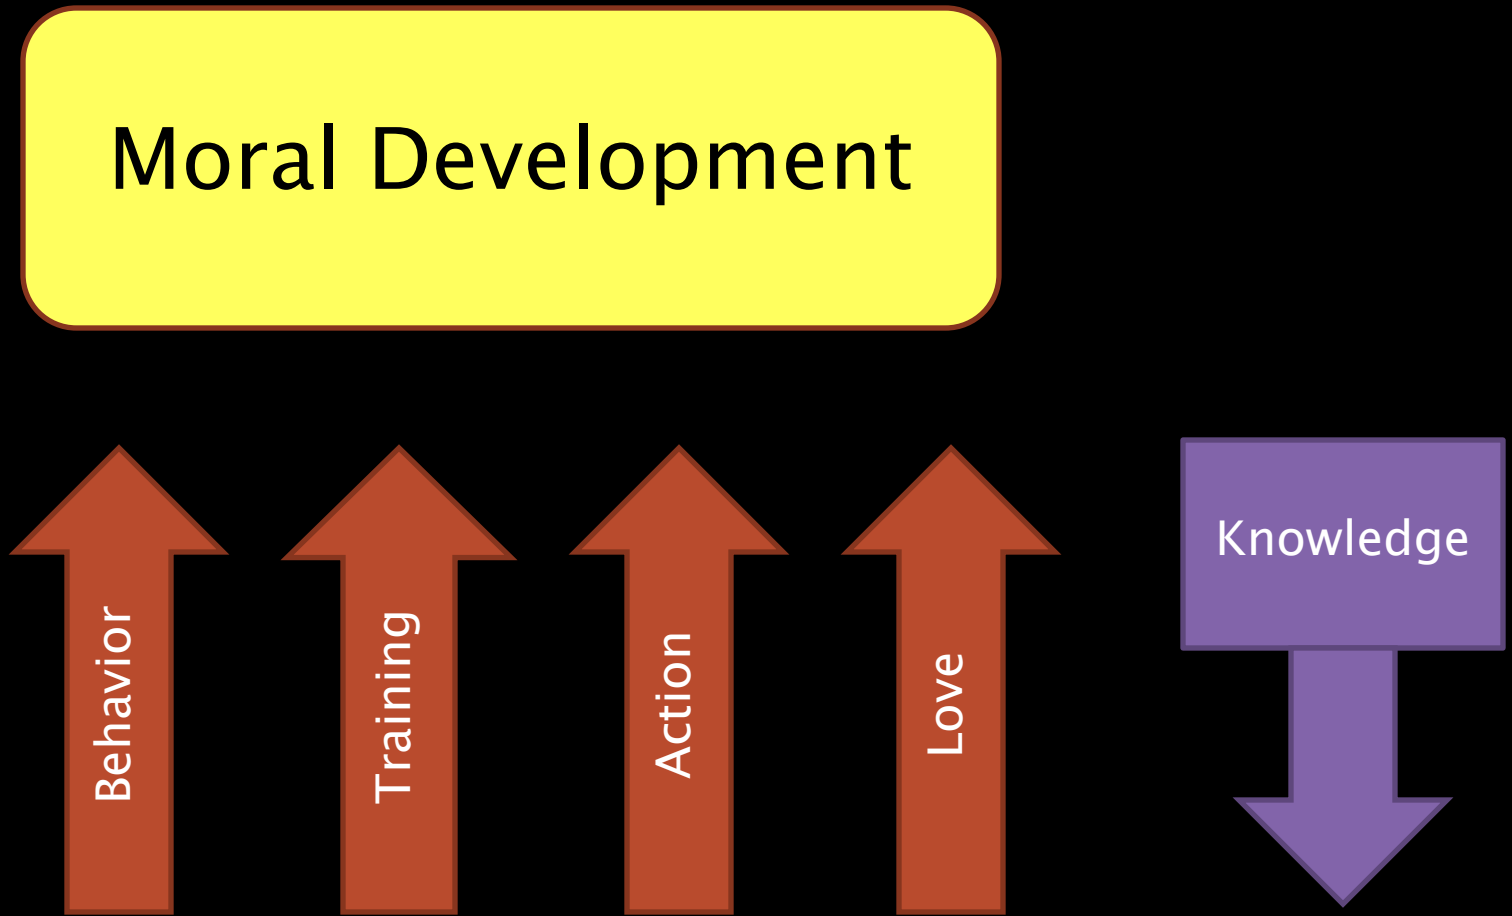 Moral Development
Behavior
Training
Action
Love
Knowledge